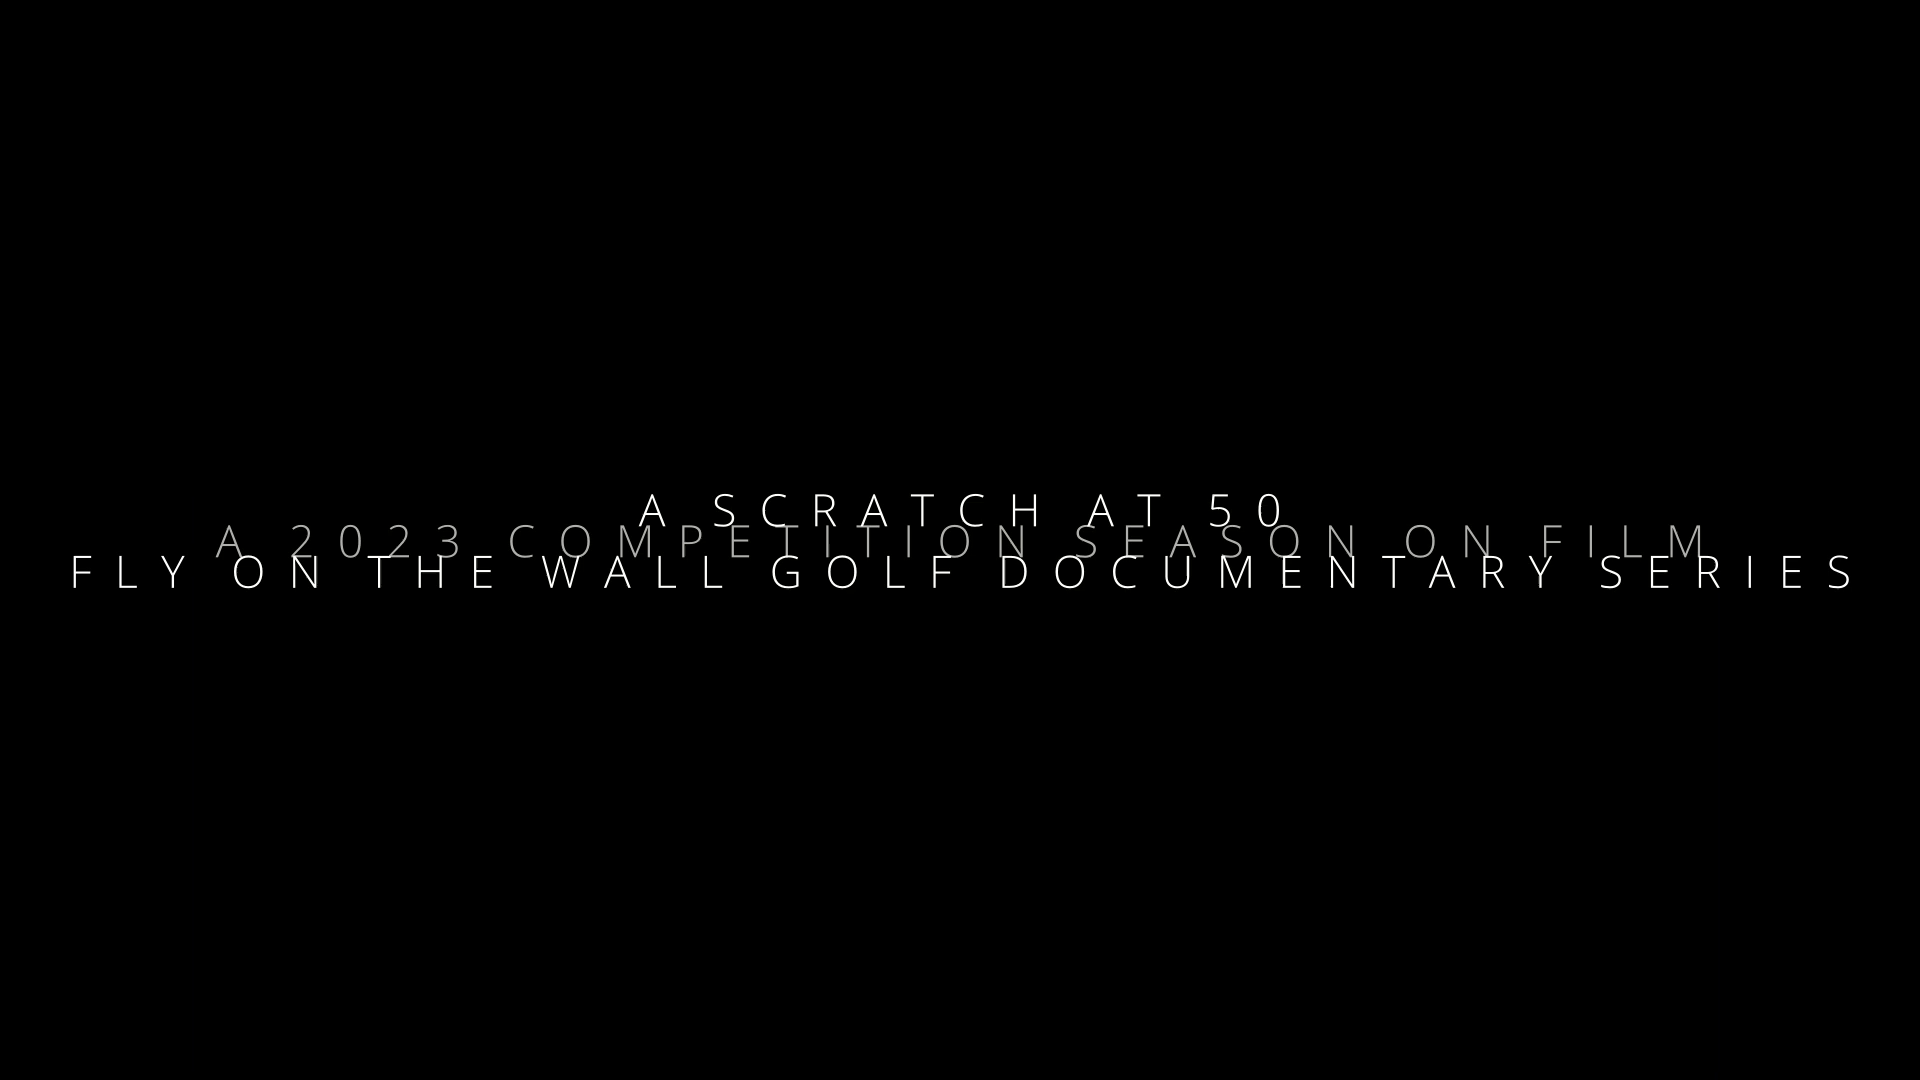 A SCRATCH AT 50
A 2023 COMPETITION SEASON ON FILM
FLY ON THE WALL GOLF DOCUMENTARY SERIES